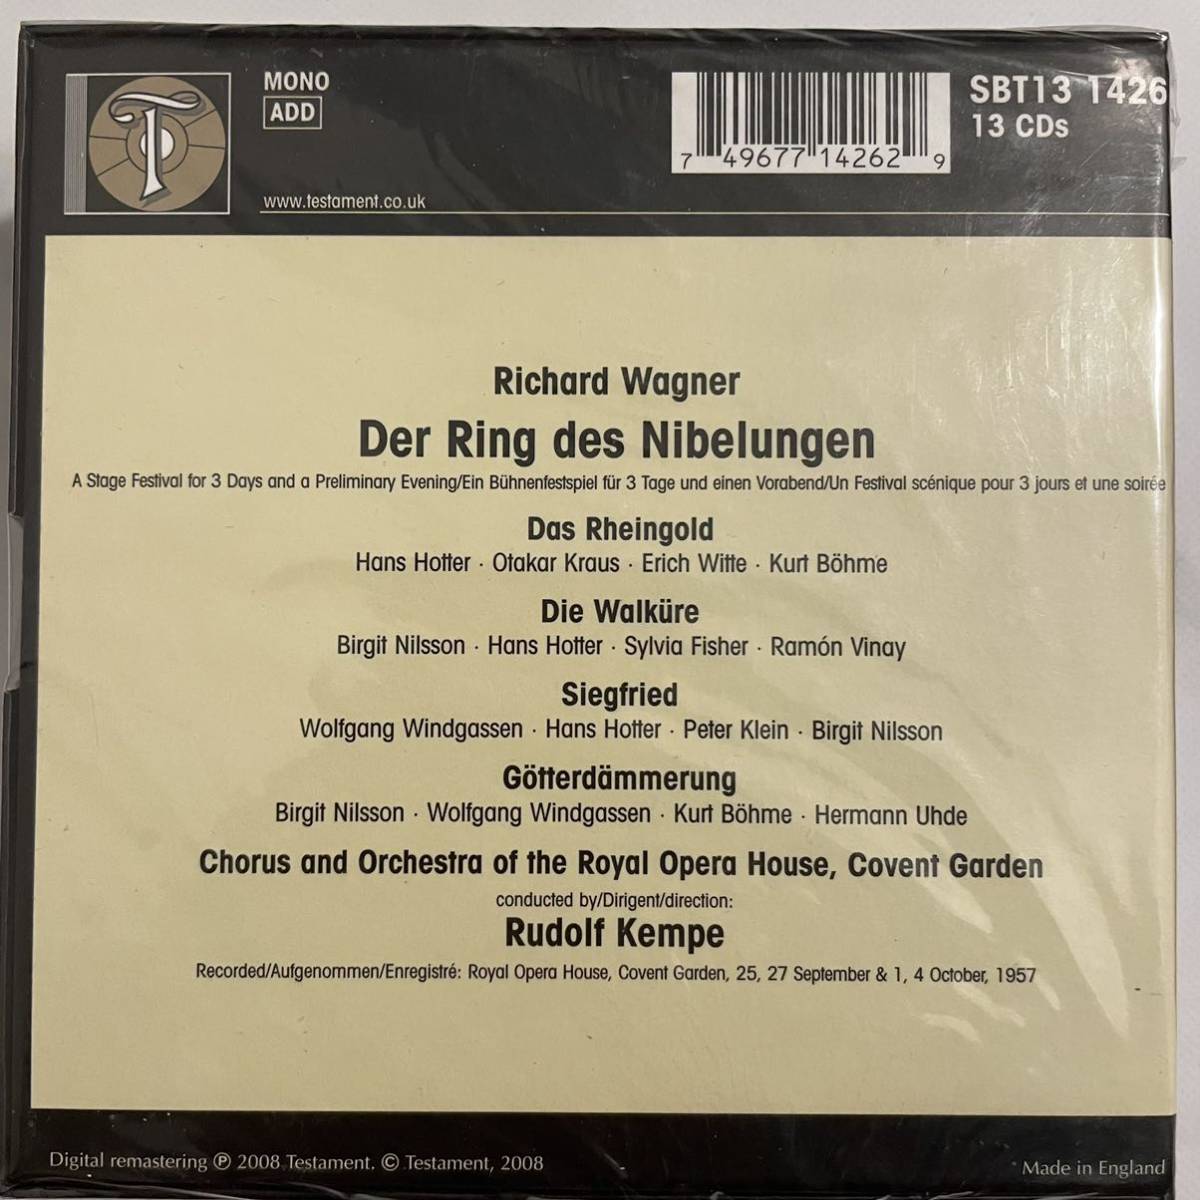 T
MONO
ADD
www.testament.co.uk
7 49677 14262 9
SBT13 1426
13 CDs
Richard Wagner
Der Ring des Nibelungen
A Stage Festival for 3 Days and a Preliminary Evening/Ein Bühnenfestspiel für 3 Tage und einen Vorabend/Un Festival scénique pour 3 jours et une soirée
Das Rheingold
Hans Hotter · Otakar Kraus · Erich Witte · Kurt Böhme
Die Walküre
Birgit Nilsson · Hans Hotter · Sylvia Fisher · Ramón Vinay
Siegfried
Wolfgang Windgassen · Hans Hotter · Peter Klein · Birgit Nilsson
Götterdämmerung
Birgit Nilsson · Wolfgang Windgassen · Kurt Böhme · Hermann Uhde
Chorus and Orchestra of the Royal Opera House, Covent Garden
conducted by/Dirigent/direction:
Rudolf Kempe
Recorded/Aufgenommen/Enregistré: Royal Opera House, Covent Garden, 25, 27 September & 1, 4 October, 1957
Digital remastering ℗ 2008 Testament. © Testament, 2008
Made in England